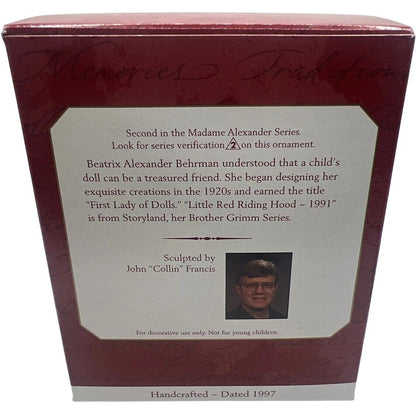 Memories Traditions
Second in the Madame Alexander Series.
Look for series verification 2 on this ornament.
Beatrix Alexander Behrman understood that a child's
doll can be a treasured friend. She began designing her
exquisite creations in the 1920s and earned the title
"First Lady of Dolls." "Little Red Riding Hood ~ 1991"
is from Storyland, her Brother Grimm Series.
Sculpted by
John "Collin" Francis
For decorative use only. Not for young children.
Handcrafted ~ Dated 1997